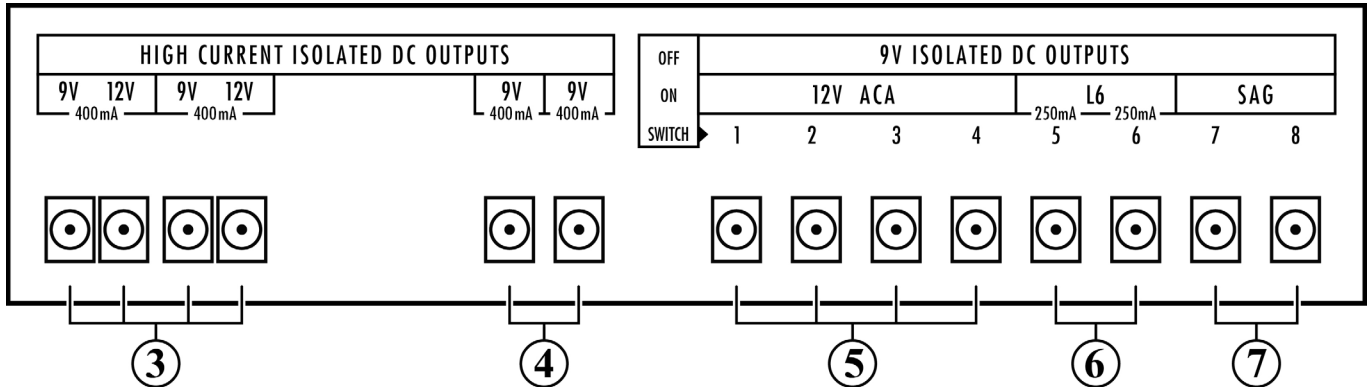 HIGH CURRENT ISOLATED DC OUTPUTS
9V 12V 9V 12V 9V 9V
400mA 400mA 400mA 400mA
OFF 9V ISOLATED DC OUTPUTS
ON 12V ACA L6 SAG
250mA 250mA
SWITCH 1 2 3 4 5 6 7 8
3 4 5 6 7